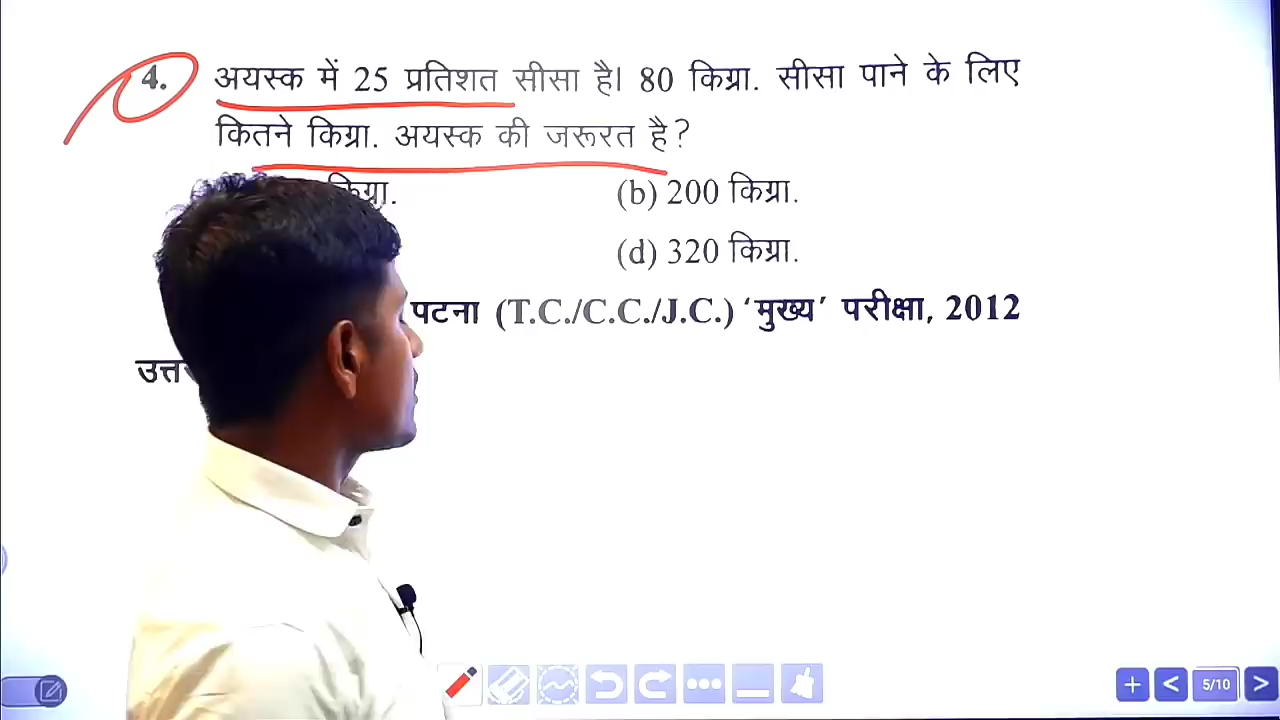 4. अयस्क में 25 प्रतिशत सीसा है। 80 किग्रा. सीसा पाने के लिए
कितने किग्रा. अयस्क की जरूरत है?
किग्रा. (b) 200 किग्रा.
(d) 320 किग्रा.
पटना (T.C./C.C./J.C.) ‘मुख्य’ परीक्षा, 2012
5/10